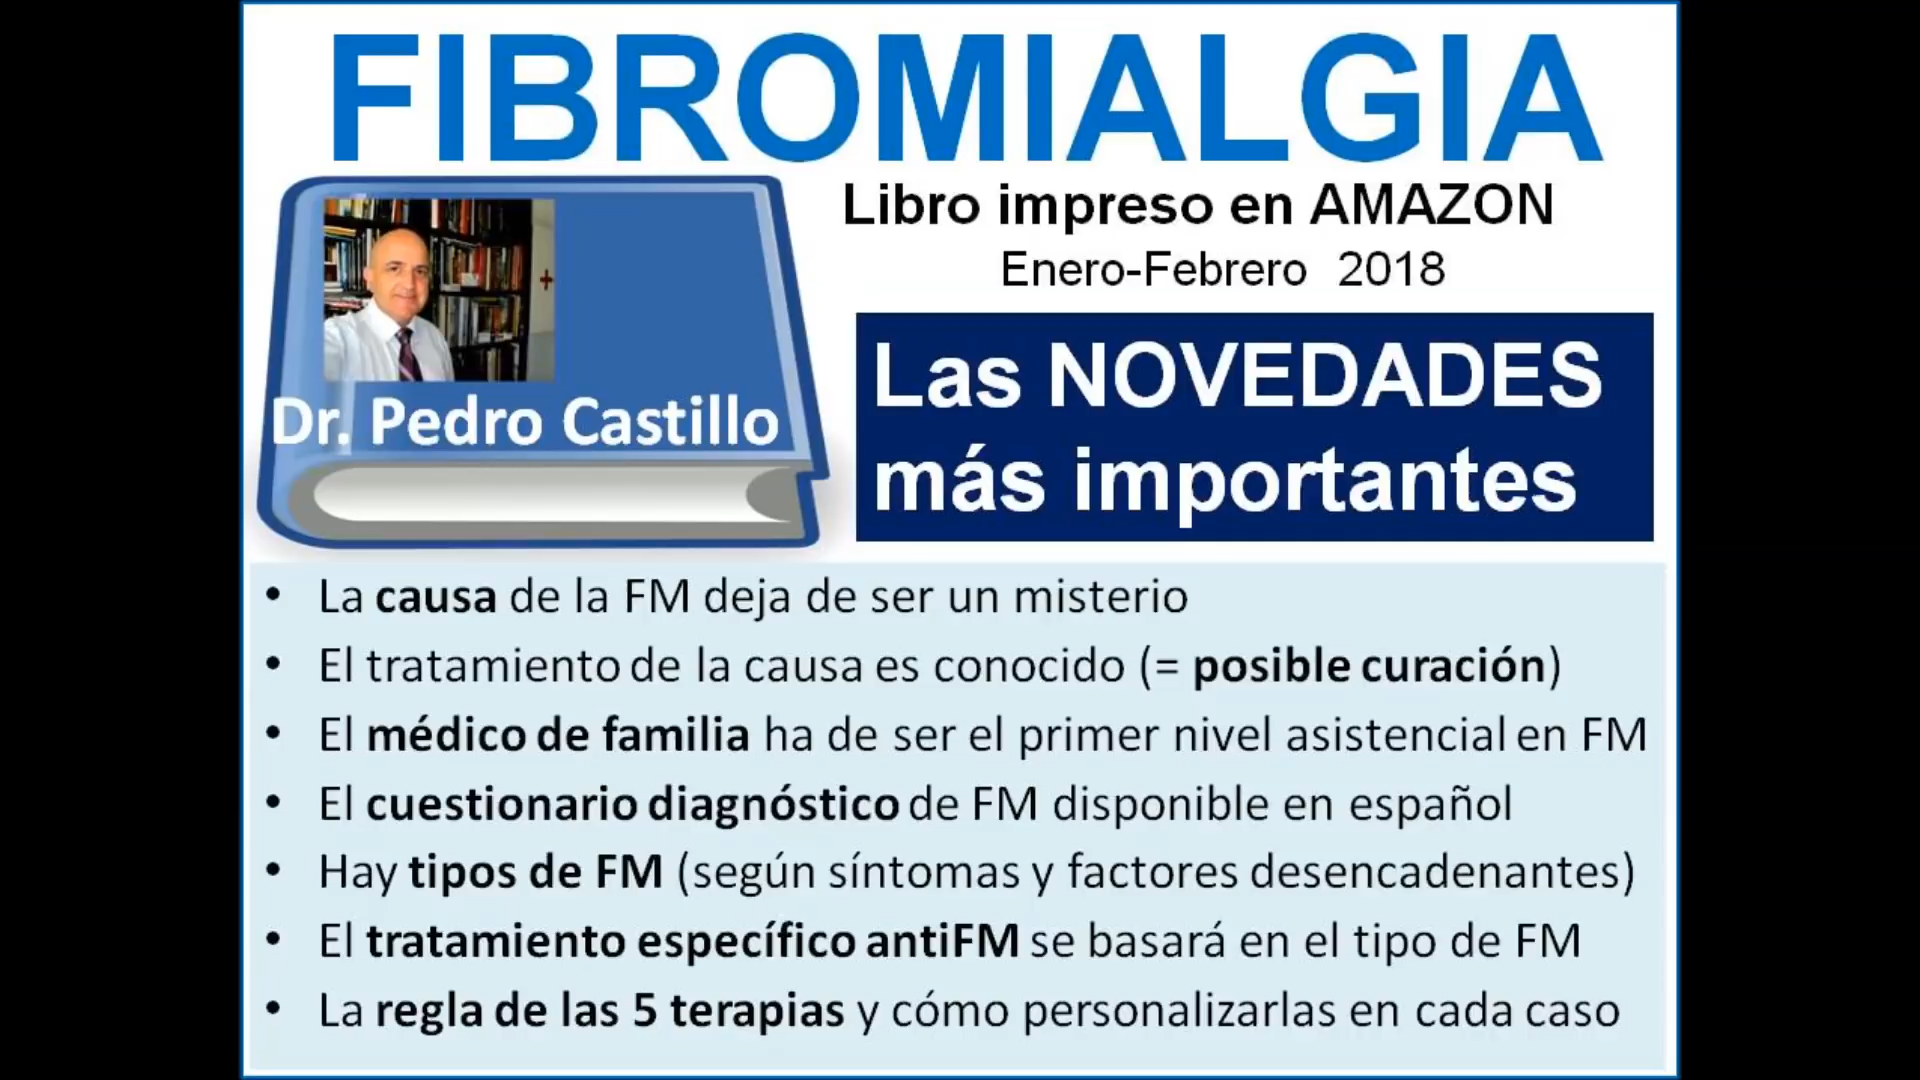 FIBROMIALGIA
Libro impreso en AMAZON
Enero-Febrero 2018
Dr. Pedro Castillo
Las NOVEDADES
más importantes
• La causa de la FM deja de ser un misterio
• El tratamiento de la causa es conocido (= posible curación)
• El médico de familia ha de ser el primer nivel asistencial en FM
• El cuestionario diagnóstico de FM disponible en español
• Hay tipos de FM (según síntomas y factores desencadenantes)
• El tratamiento específico antiFM se basará en el tipo de FM
• La regla de las 5 terapias y cómo personalizarlas en cada caso